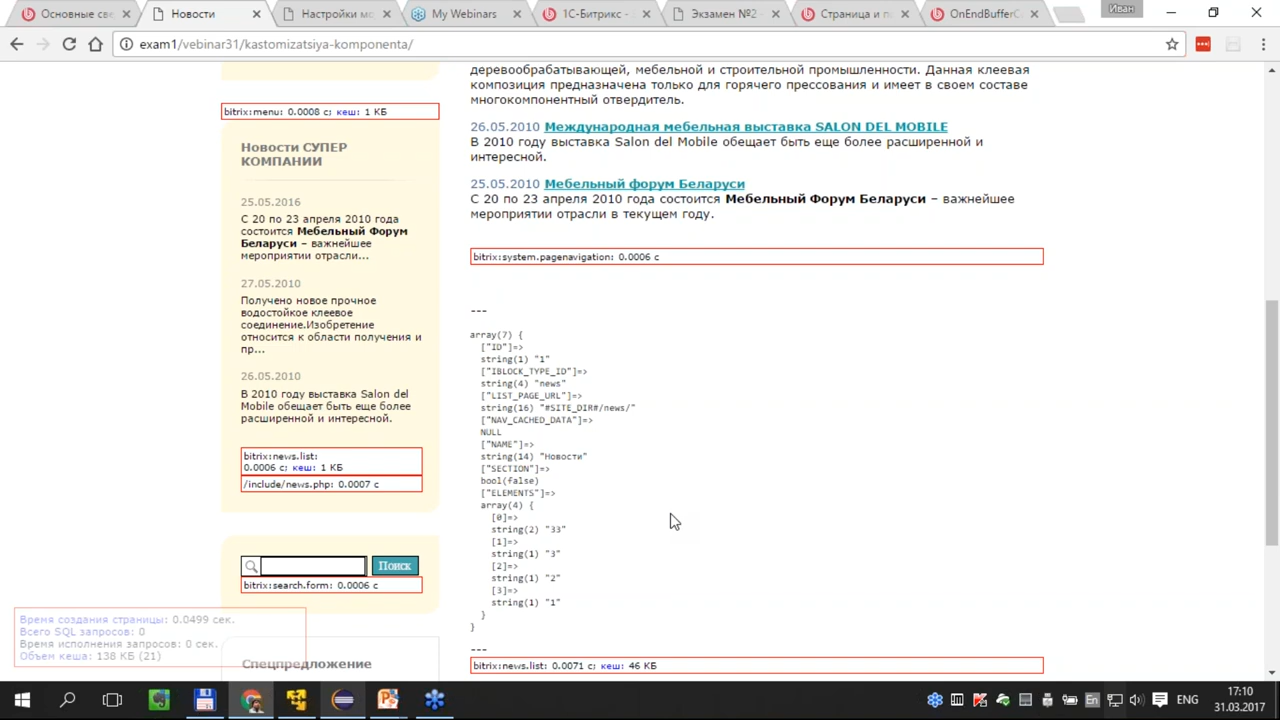 Основные све
Новости
Настройки мо
My Webinars
1С-Битрикс -
Экзамен №2 -
Страница и п
OnEndBufferC
Иван
exam1/vebinar31/kastomizatsiya-komponenta/
bitrix:menu: 0.0008 с; кеш: 1 КБ
Новости СУПЕР
КОМПАНИИ
25.05.2016
С 20 по 23 апреля 2010 года
состоится Мебельный Форум
Беларуси – важнейшее
мероприятии отрасли...
27.05.2010
Получено новое прочное
водостойкое клеевое
соединение.Изобретение
относится к области получения и
пр...
26.05.2010
В 2010 году выставка Salon del
Mobile обещает быть еще более
расширенной и интересной.
bitrix:news.list:
0.0006 с; кеш: 1 КБ
/include/news.php: 0.0007 с
Поиск
bitrix:search.form: 0.0006 с
Спецпредложение
Время создания страницы: 0.0499 сек.
Всего SQL запросов: 0
Время исполнения запросов: 0 сек.
Объем кеша: 138 КБ (21)
деревообрабатывающей, мебельной и строительной промышленности. Данная клеевая
композиция предназначена только для горячего прессования и имеет в своем составе
многокомпонентный отвердитель.
26.05.2010 Международная мебельная выставка SALON DEL MOBILE
В 2010 году выставка Salon del Mobile обещает быть еще более расширенной и
интересной.
25.05.2010 Мебельный форум Беларуси
С 20 по 23 апреля 2010 года состоится Мебельный Форум Беларуси – важнейшее
мероприятии отрасли в текущем году.
bitrix:system.pagenavigation: 0.0006 с
---
array(7) {
["ID"]=>
string(1) "1"
["IBLOCK_TYPE_ID"]=>
string(4) "news"
["LIST_PAGE_URL"]=>
string(16) "#SITE_DIR#/news/"
["NAV_CACHED_DATA"]=>
NULL
["NAME"]=>
string(14) "Новости"
["SECTION"]=>
bool(false)
["ELEMENTS"]=>
array(4) {
[0]=>
string(2) "33"
[1]=>
string(1) "3"
[2]=>
string(1) "2"
[3]=>
string(1) "1"
}
}
---
bitrix:news.list: 0.0071 с; кеш: 46 КБ
En
ENG
17:10
31.03.2017